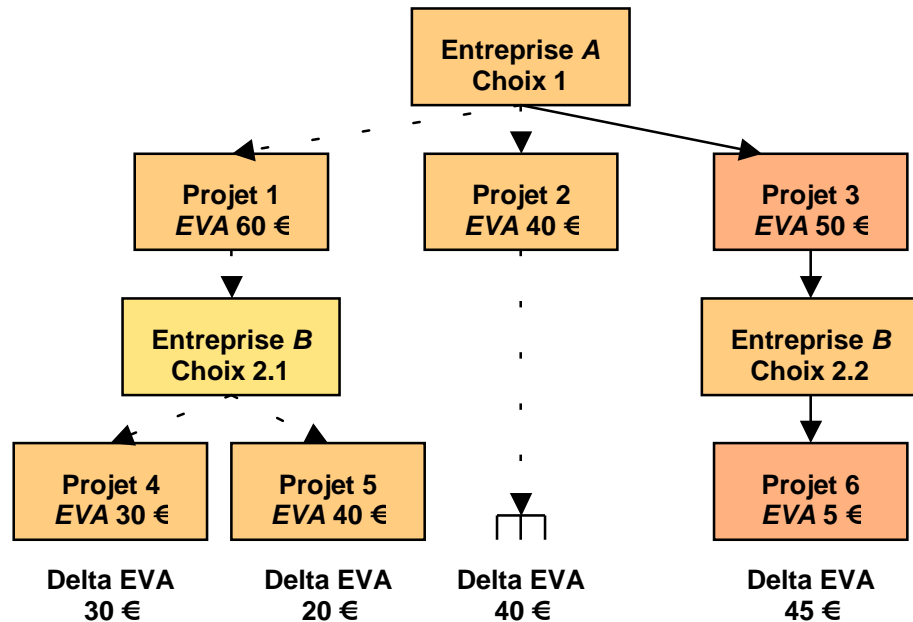 Entreprise A
Choix 1
Projet 1
EVA 60 €
Projet 2
EVA 40 €
Projet 3
EVA 50 €
Entreprise B
Choix 2.1
Entreprise B
Choix 2.2
Projet 4
EVA 30 €
Projet 5
EVA 40 €
Projet 6
EVA 5 €
Delta EVA
30 €
Delta EVA
20 €
Delta EVA
40 €
Delta EVA
45 €